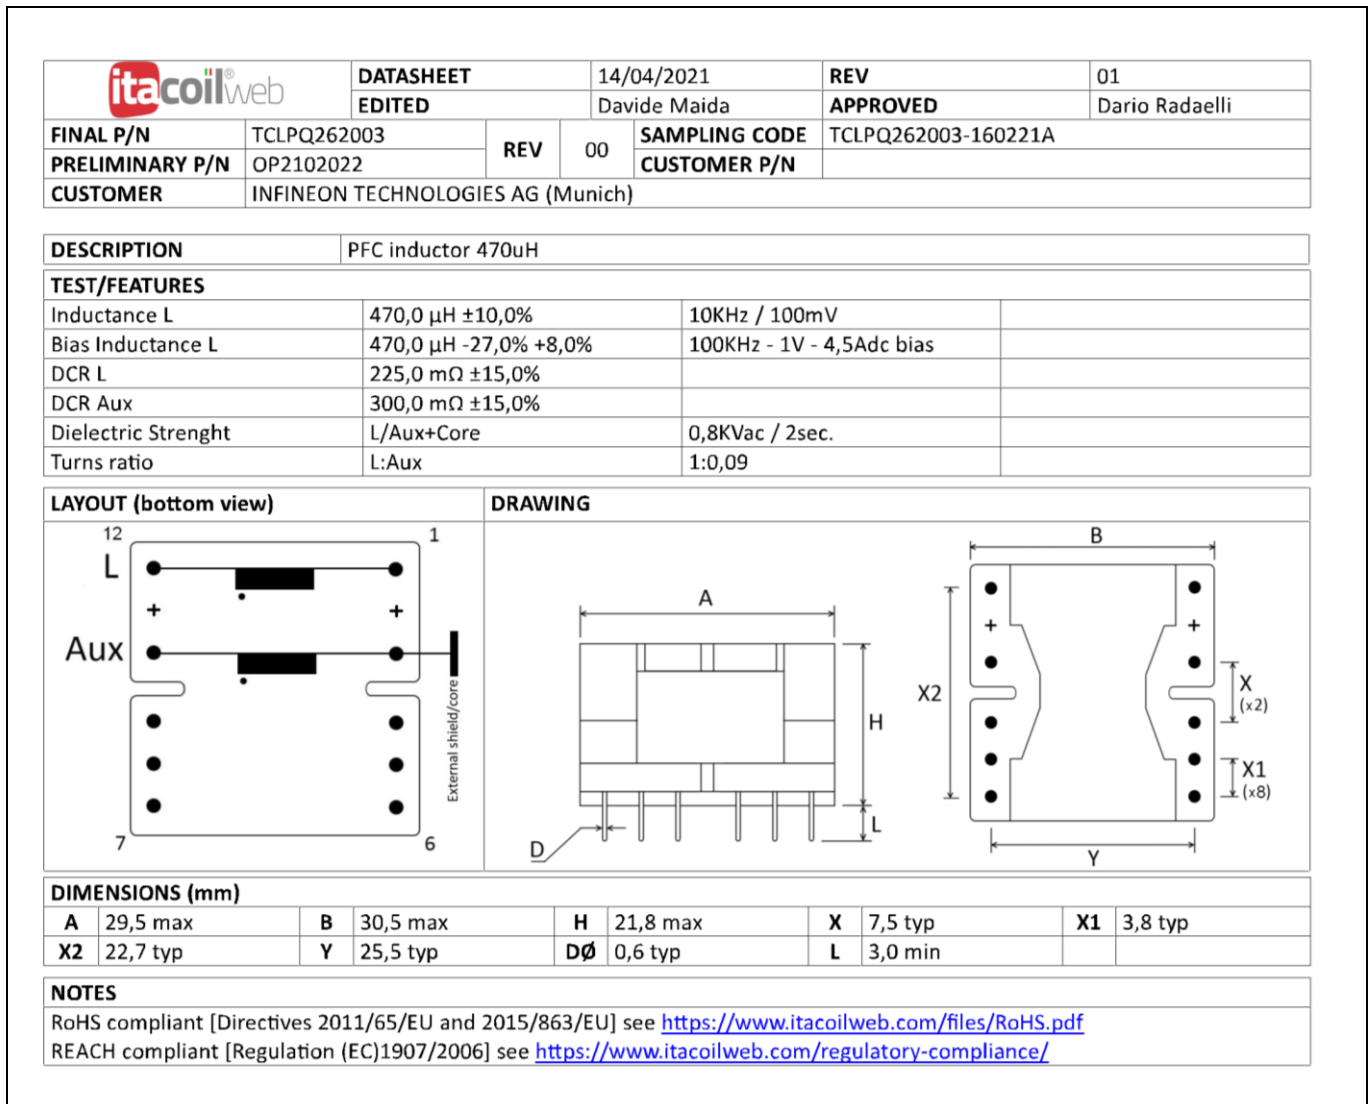 itacoil®web
DATASHEET 14/04/2021 REV 01
EDITED Davide Maida APPROVED Dario Radaelli
FINAL P/N TCLPQ262003 REV 00 SAMPLING CODE TCLPQ262003-160221A
PRELIMINARY P/N OP2102022 CUSTOMER P/N
CUSTOMER INFINEON TECHNOLOGIES AG (Munich)
DESCRIPTION PFC inductor 470uH
TEST/FEATURES
Inductance L 470,0 µH ±10,0% 10KHz / 100mV
Bias Inductance L 470,0 µH -27,0% +8,0% 100KHz - 1V - 4,5Adc bias
DCR L 225,0 mΩ ±15,0%
DCR Aux 300,0 mΩ ±15,0%
Dielectric Strenght L/Aux+Core 0,8KVac / 2sec.
Turns ratio L:Aux 1:0,09
LAYOUT (bottom view) DRAWING
12 1
L
+ +
Aux
External shield/core
7 6
A
H
D
L
B
+ +
X2
X
(x2)
X1
(x8)
Y
DIMENSIONS (mm)
A 29,5 max B 30,5 max H 21,8 max X 7,5 typ X1 3,8 typ
X2 22,7 typ Y 25,5 typ DØ 0,6 typ L 3,0 min
NOTES
RoHS compliant [Directives 2011/65/EU and 2015/863/EU] see https://www.itacoilweb.com/files/RoHS.pdf
REACH compliant [Regulation (EC)1907/2006] see https://www.itacoilweb.com/regulatory-compliance/